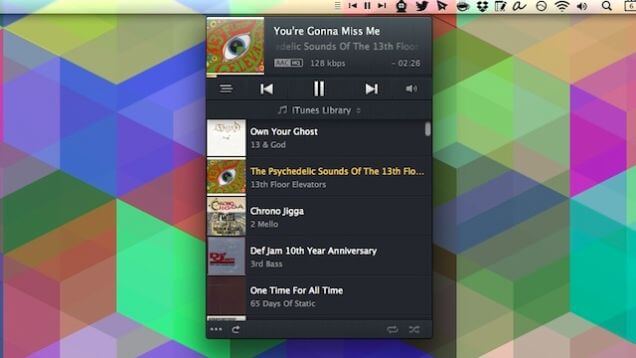 You're Gonna Miss Me
edelic Sounds Of The 13th Floor
AAC HQ 128 kbps - 02:26
iTunes Library
Own Your Ghost
13 & God
The Psychedelic Sounds Of The 13th Flo...
13th Floor Elevators
Chrono Jigga
2 Mello
Def Jam 10th Year Anniversary
3rd Bass
One Time For All Time
65 Days Of Static